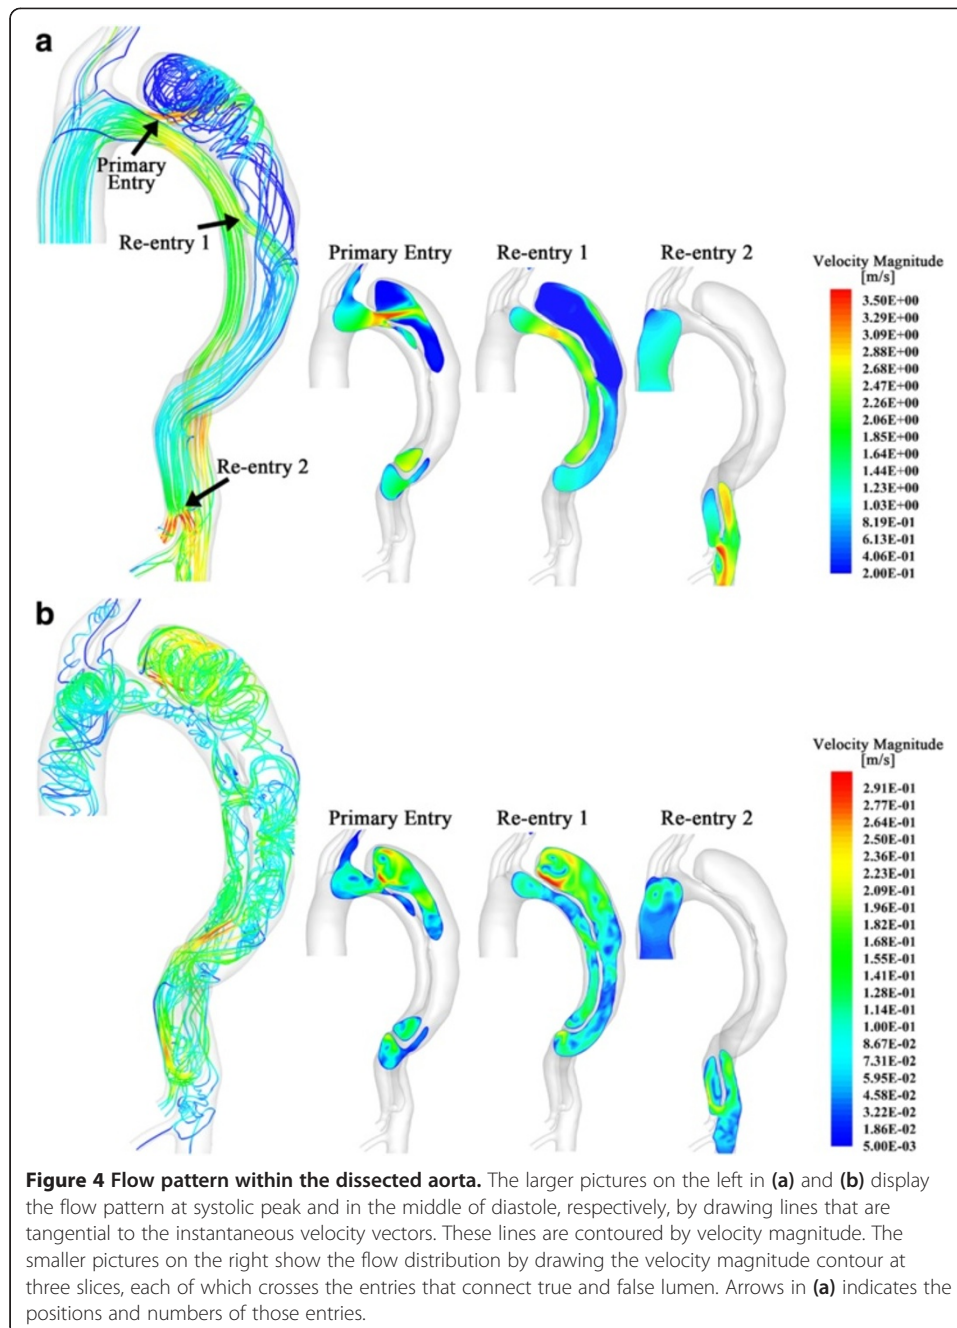 a
Primary
Entry
Re-entry 1
Re-entry 2
Primary Entry
Re-entry 1
Re-entry 2
Velocity Magnitude
[m/s]
3.50E+00
3.29E+00
3.09E+00
2.88E+00
2.68E+00
2.47E+00
2.26E+00
2.06E+00
1.85E+00
1.64E+00
1.44E+00
1.23E+00
1.03E+00
8.19E-01
6.13E-01
4.06E-01
2.00E-01
b
Primary Entry
Re-entry 1
Re-entry 2
Velocity Magnitude
[m/s]
2.91E-01
2.77E-01
2.64E-01
2.50E-01
2.36E-01
2.23E-01
2.09E-01
1.96E-01
1.82E-01
1.68E-01
1.55E-01
1.41E-01
1.28E-01
1.14E-01
1.00E-01
8.67E-02
7.31E-02
5.95E-02
4.58E-02
3.22E-02
1.86E-02
5.00E-03
Figure 4 Flow pattern within the dissected aorta. The larger pictures on the left in (a) and (b) display
the flow pattern at systolic peak and in the middle of diastole, respectively, by drawing lines that are
tangential to the instantaneous velocity vectors. These lines are contoured by velocity magnitude. The
smaller pictures on the right show the flow distribution by drawing the velocity magnitude contour at
three slices, each of which crosses the entries that connect true and false lumen. Arrows in (a) indicates the
positions and numbers of those entries.